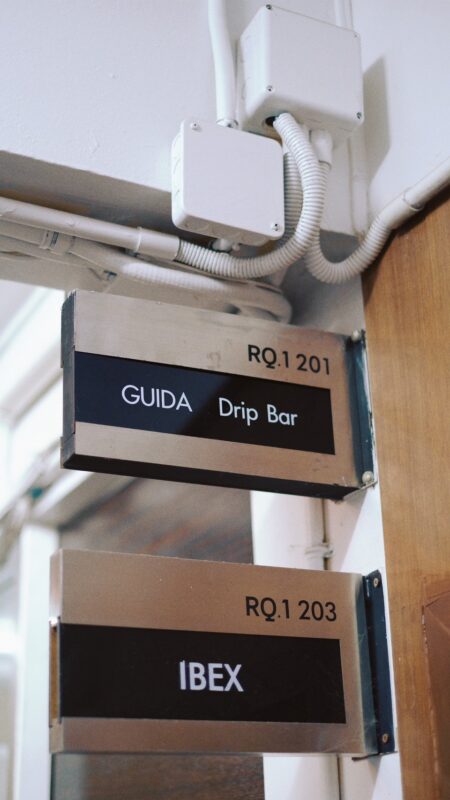 RQ.1 201
GUIDA Drip Bar
RQ.1 203
IBEX